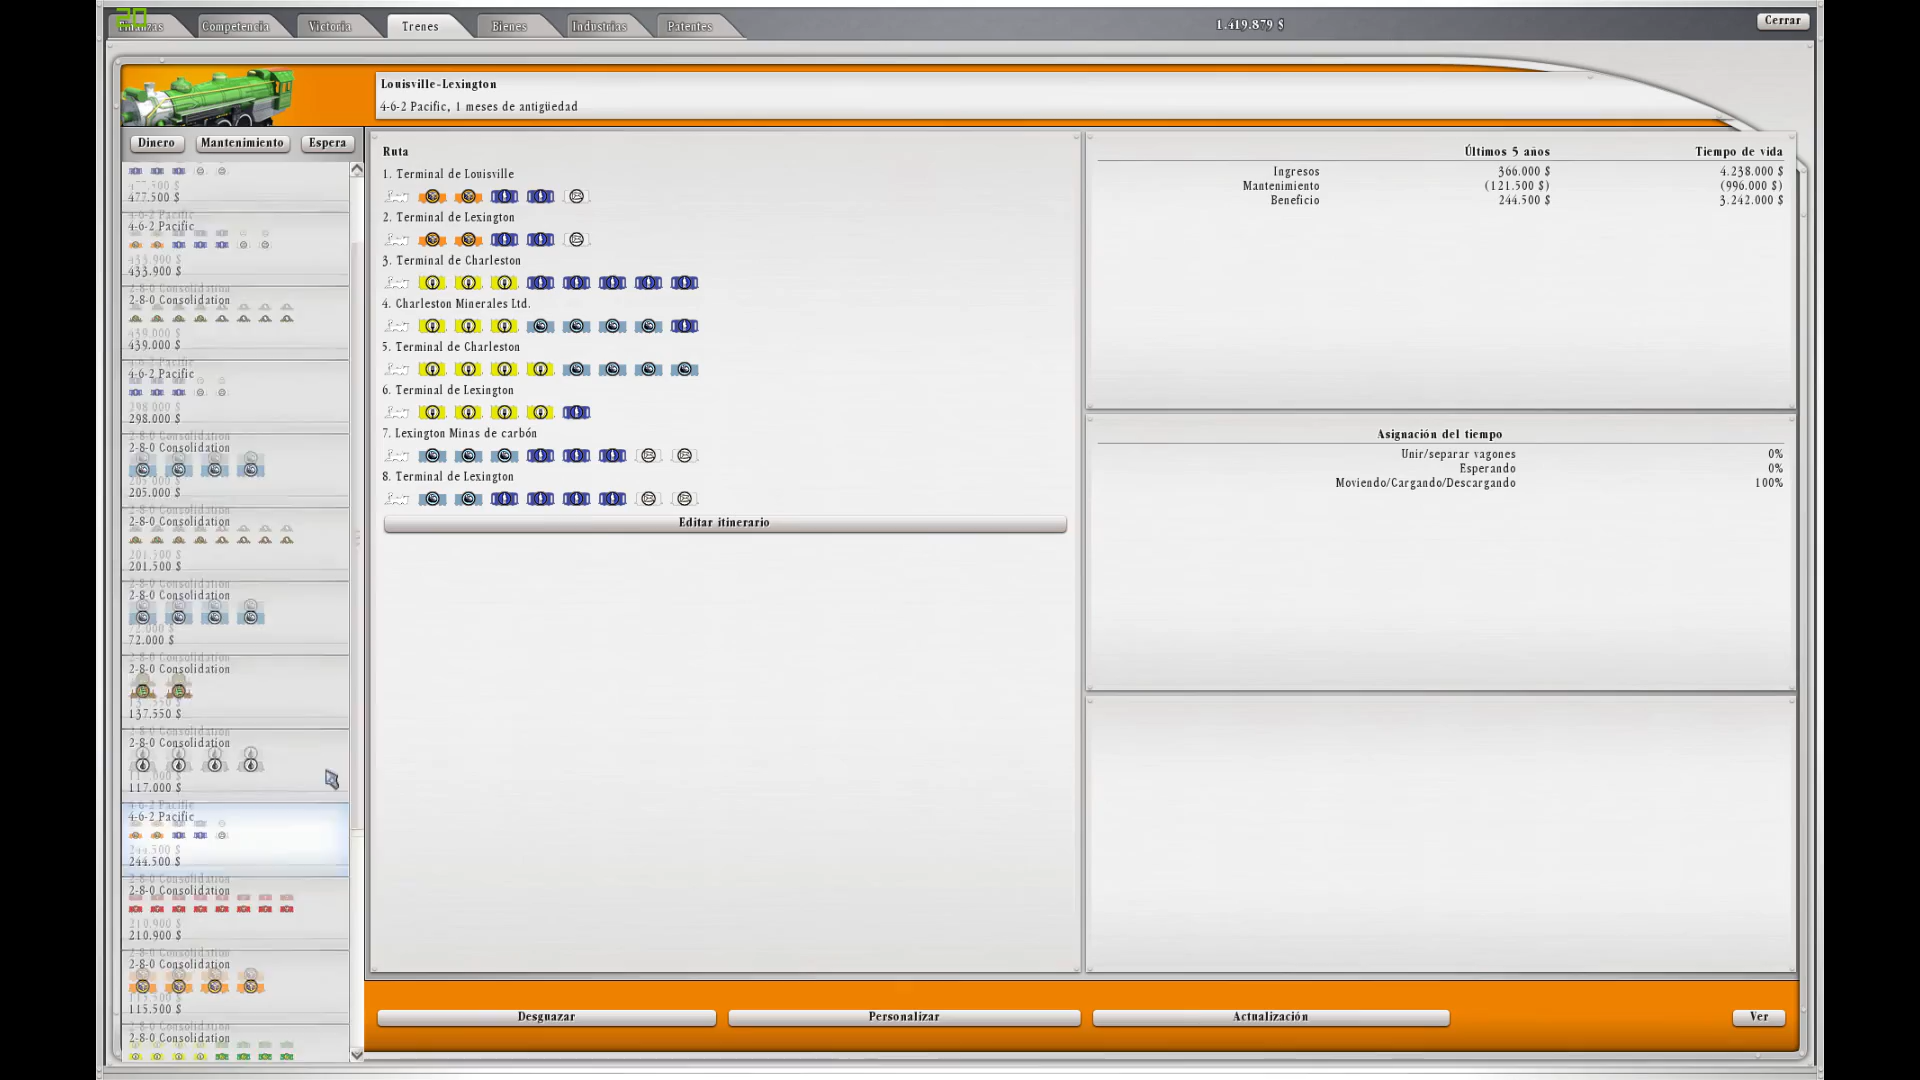 20
Finanzas
Competencia
Victoria
Trenes
Bienes
Industrias
Patentes
1.419.879 $
Cerrar
Louisville-Lexington
4-6-2 Pacific, 1 meses de antigüedad
Dinero
Mantenimiento
Espera
477.500 $
4-6-2 Pacific
433.900 $
2-8-0 Consolidation
439.000 $
4-6-2 Pacific
298.000 $
2-8-0 Consolidation
205.000 $
2-8-0 Consolidation
201.500 $
2-8-0 Consolidation
72.000 $
2-8-0 Consolidation
137.550 $
2-8-0 Consolidation
117.000 $
4-6-2 Pacific
244.500 $
2-8-0 Consolidation
210.900 $
2-8-0 Consolidation
115.500 $
2-8-0 Consolidation
Ruta
1. Terminal de Louisville
2. Terminal de Lexington
3. Terminal de Charleston
4. Charleston Minerales Ltd.
5. Terminal de Charleston
6. Terminal de Lexington
7. Lexington Minas de carbón
8. Terminal de Lexington
Editar itinerario
Últimos 5 años Tiempo de vida
Ingresos 366.000 $ 4.238.000 $
Mantenimiento (121.500 $) (996.000 $)
Beneficio 244.500 $ 3.242.000 $
Asignación del tiempo
Unir/separar vagones 0%
Esperando 0%
Moviendo/Cargando/Descargando 100%
Desguazar
Personalizar
Actualización
Ver